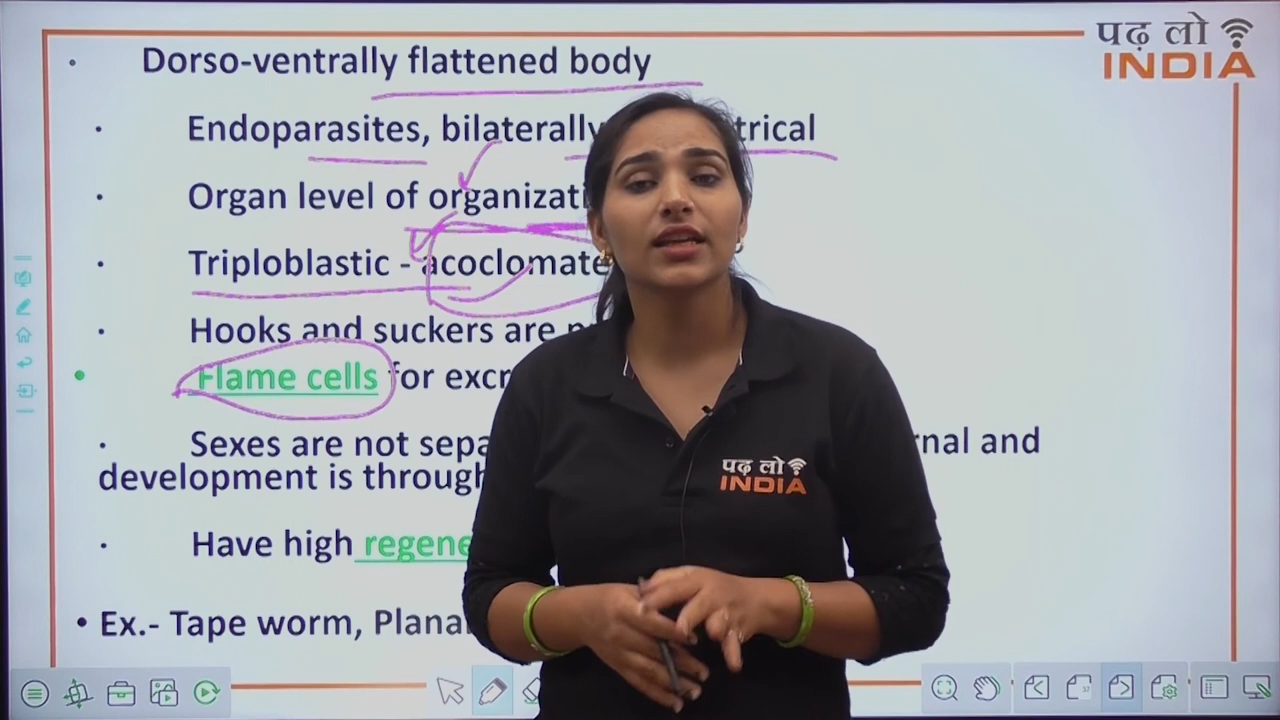 पढ़ लो
INDIA
Dorso-ventrally flattened body
Endoparasites, bilaterally trical
Organ level of organizati
Triploblastic - acoclomate
Hooks and suckers are
Flame cells for excr
Sexes are not sepa rnal and
development is through
Have high regene
Ex.- Tape worm, Plana
पढ़ लो
INDIA
37